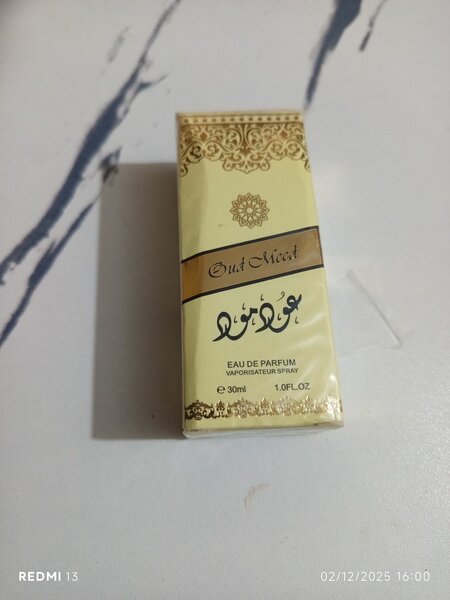 Oud Mood
عود مود
EAU DE PARFUM
VAPORISATEUR SPRAY
e 30ml 1.0FL.OZ
REDMI 13
02/12/2025 16:00